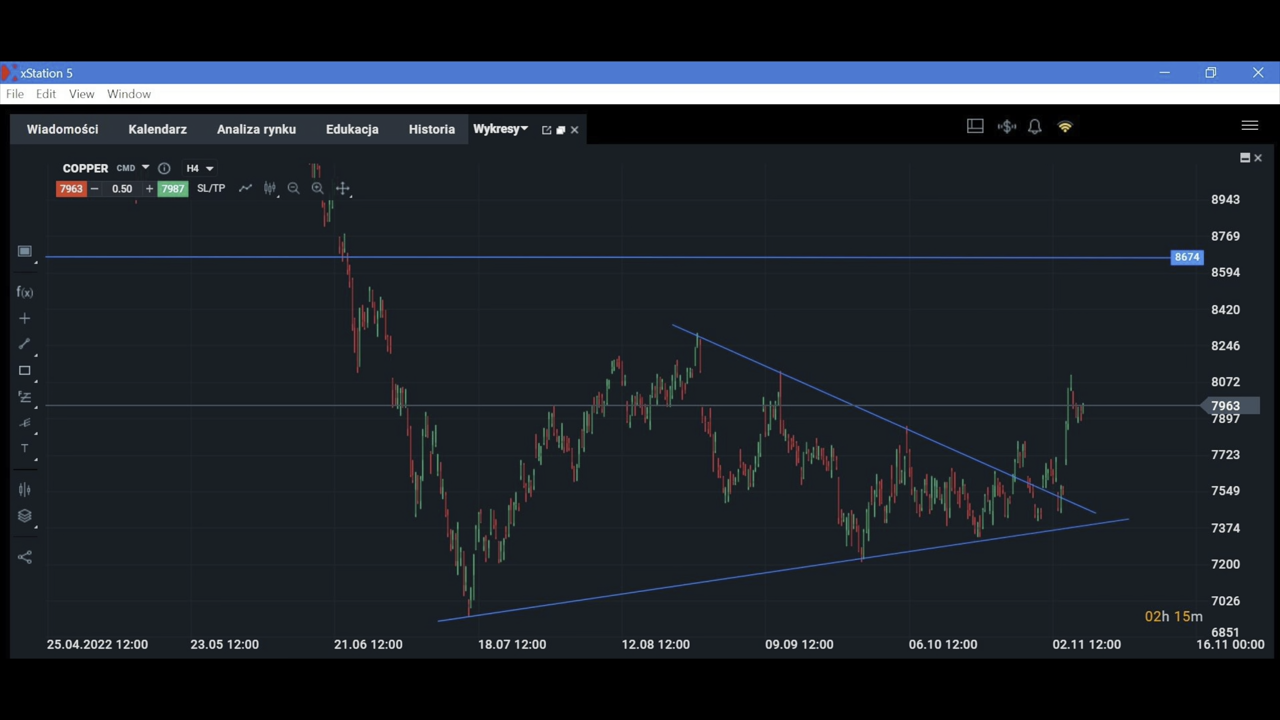 xStation 5
File Edit View Window
Wiadomości Kalendarz Analiza rynku Edukacja Historia Wykresy
COPPER CMD H4
7963 0.50 7987 SL/TP
8943
8769
8674
8594
8420
8246
8072
7963
7897
7723
7549
7374
7200
7026
02h 15m
6851
25.04.2022 12:00 23.05 12:00 21.06 12:00 18.07 12:00 12.08 12:00 09.09 12:00 06.10 12:00 02.11 12:00 16.11 00:00
f(x)
T